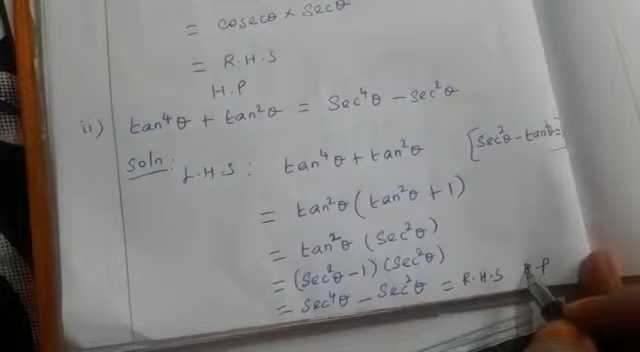 = cosecθ × secθ
= R.H.S
H.P
ii) tan⁴θ + tan²θ = Sec⁴θ - sec²θ
Soln: L.H.S: tan⁴θ + tan²θ [Sec²θ - tan²θ =
= tan²θ (tan²θ + 1)
= tan²θ (Sec²θ)
= (Sec²θ - 1) (Sec²θ)
= Sec⁴θ - Sec²θ = R.H.S H.P